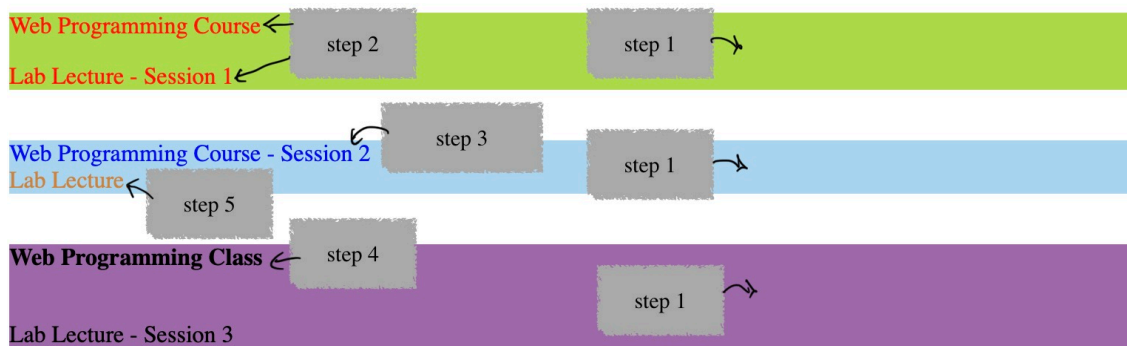 Web Programming Course
step 2
step 1
Lab Lecture - Session 1
step 3
Web Programming Course - Session 2
step 1
Lab Lecture
step 5
Web Programming Class
step 4
step 1
Lab Lecture - Session 3